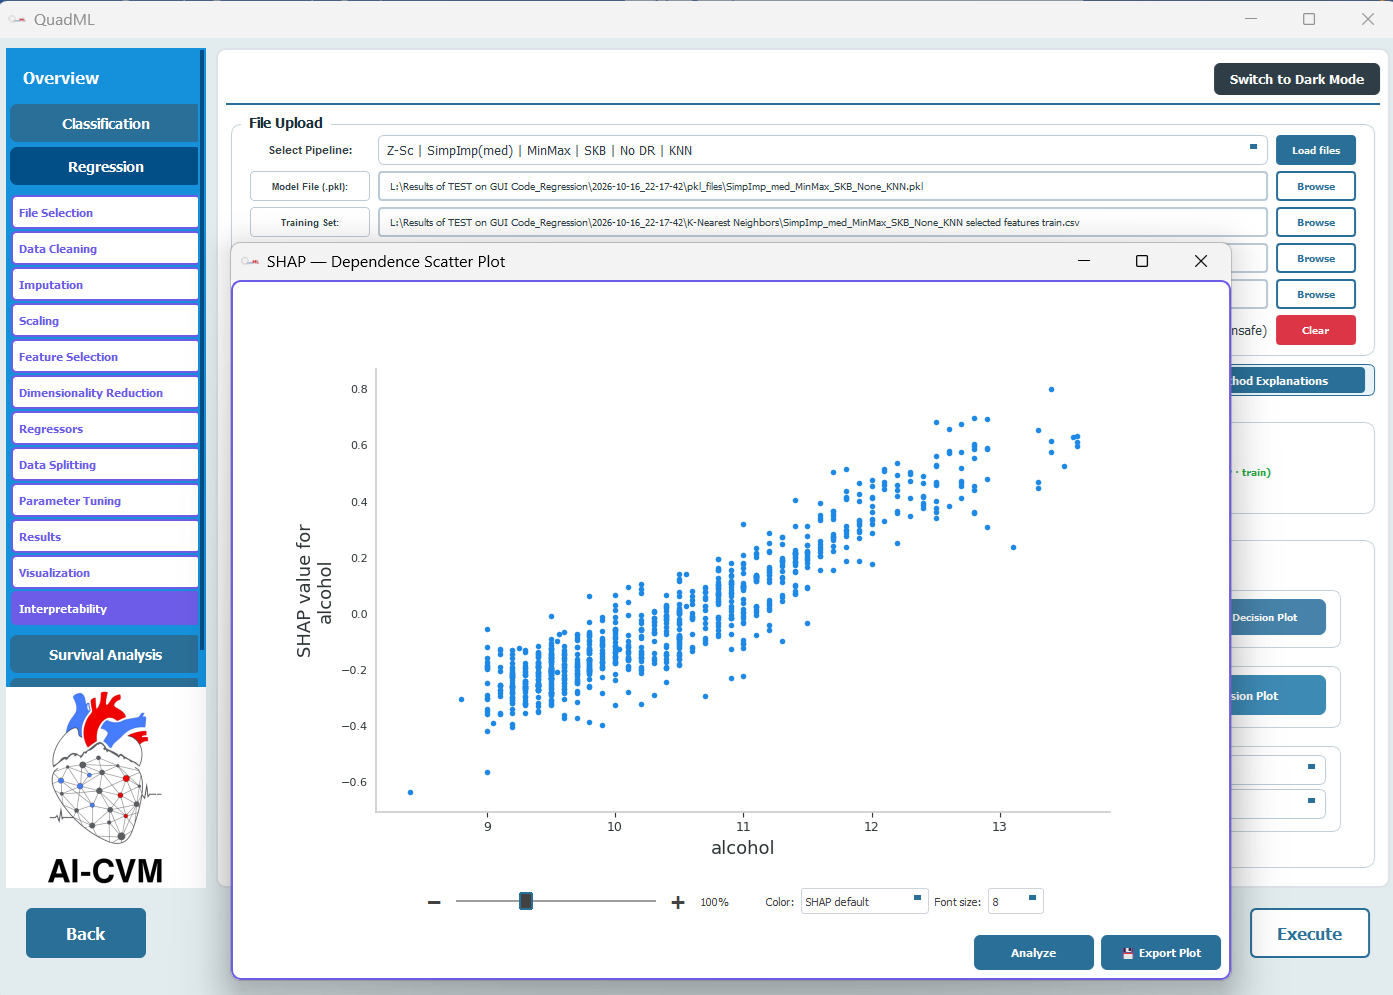 QuadML
Overview
Classification
Regression
File Selection
Data Cleaning
Imputation
Scaling
Feature Selection
Dimensionality Reduction
Regressors
Data Splitting
Parameter Tuning
Results
Visualization
Interpretability
Survival Analysis
AI-CVM
Back
Switch to Dark Mode
File Upload
Select Pipeline:
Z-Sc | SimpImp(med) | MinMax | SKB | No DR | KNN
Load files
Model File (.pkl):
L:\Results of TEST on GUI Code_Regression\2026-10-16_22-17-42\pkl_files\SimpImp_med_MinMax_SKB_None_KNN.pkl
Browse
Training Set:
L:\Results of TEST on GUI Code_Regression\2026-10-16_22-17-42\K-Nearest Neighbors\SimpImp_med_MinMax_SKB_None_KNN selected features train.csv
Browse
Browse
Browse
nsafe)
Clear
hod Explanations
· train)
Decision Plot
sion Plot
SHAP — Dependence Scatter Plot
0.8
0.6
0.4
0.2
0.0
−0.2
−0.4
−0.6
SHAP value for
alcohol
9 10 11 12 13
alcohol
− + 100% Color: SHAP default Font size: 8
Analyze
Export Plot
Execute